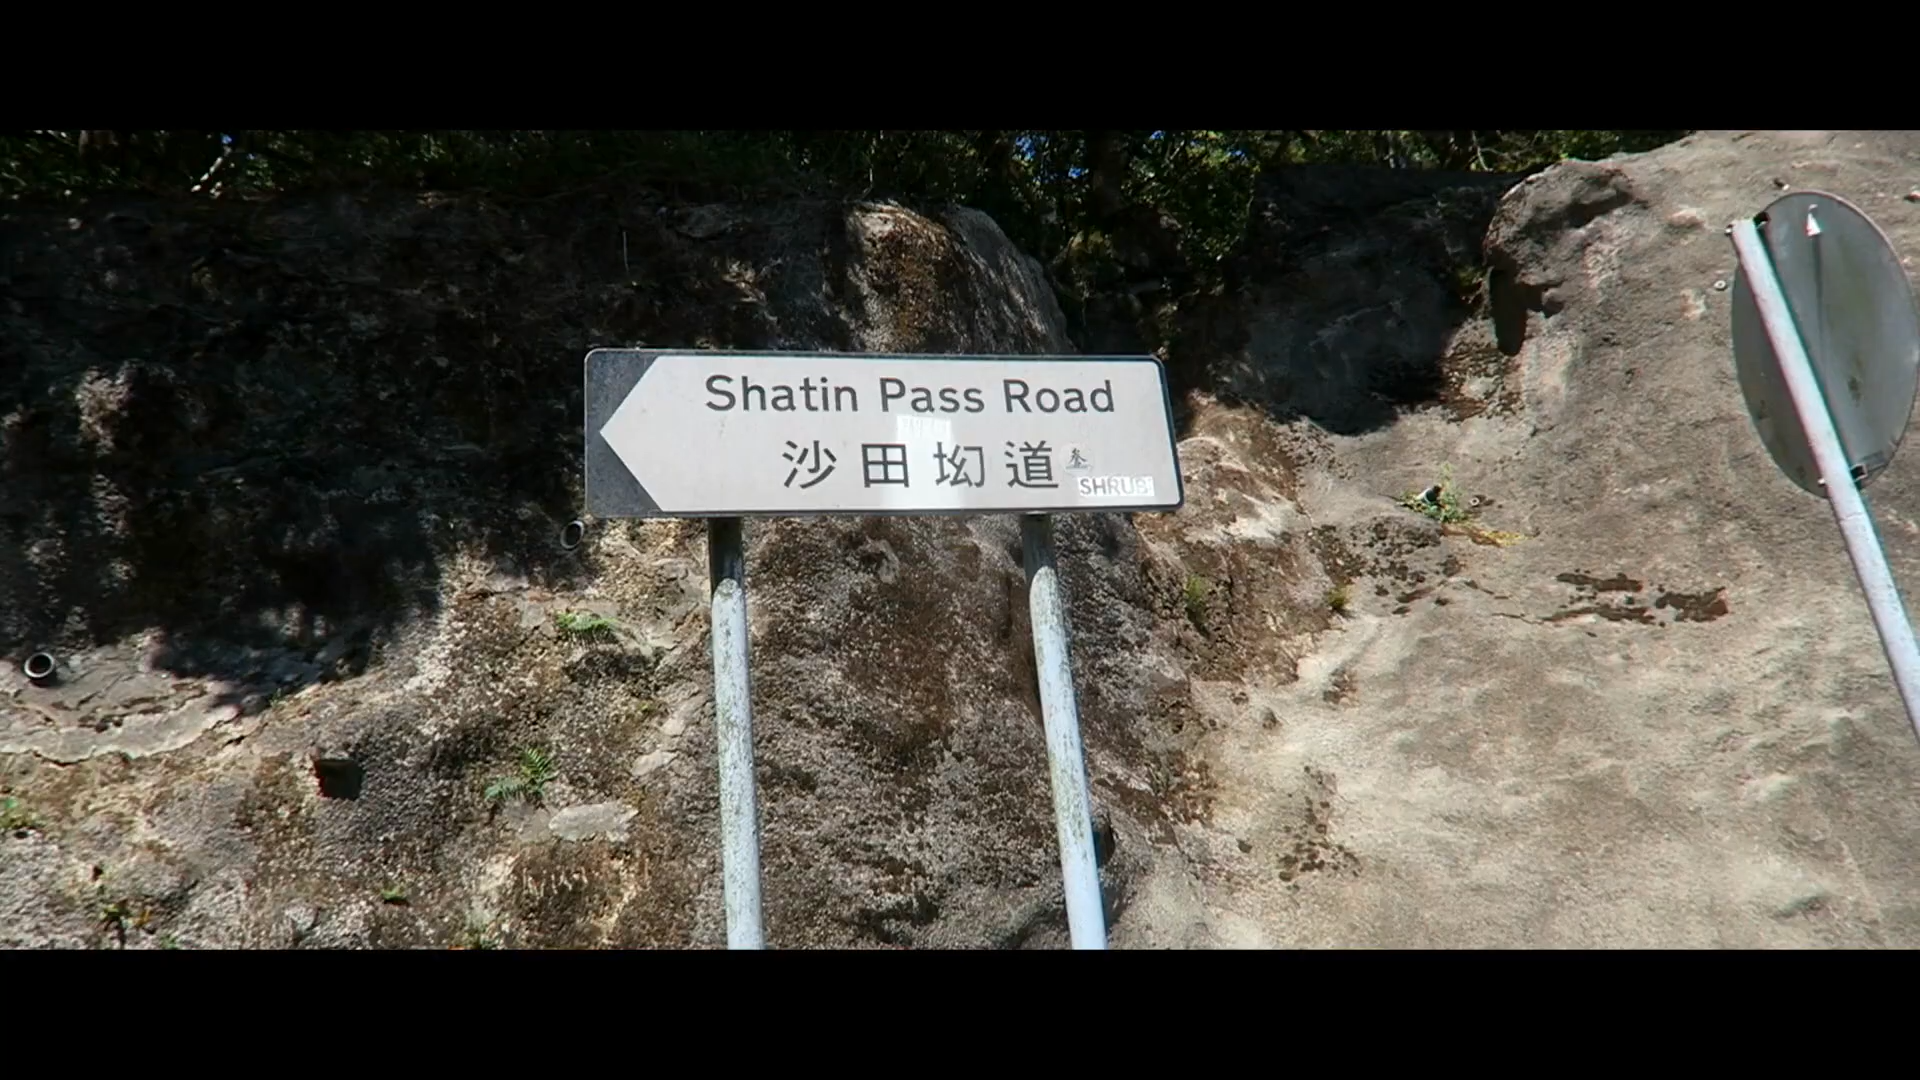 Shatin Pass Road
沙田坳道
SHRUB